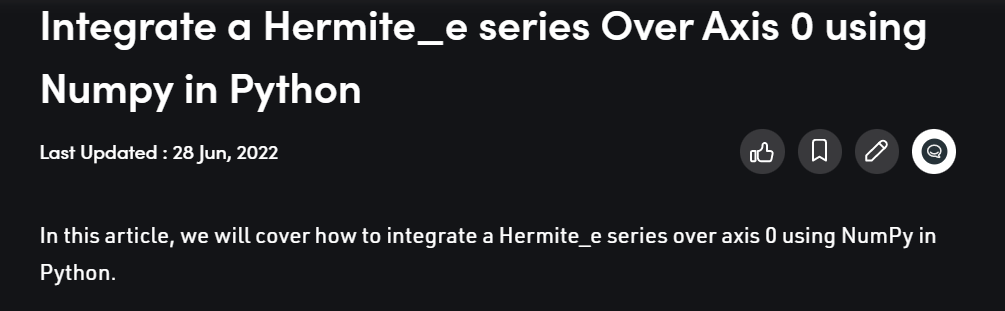 Integrate a Hermite_e series Over Axis 0 using
Numpy in Python
Last Updated : 28 Jun, 2022
In this article, we will cover how to integrate a Hermite_e series over axis 0 using NumPy in
Python.